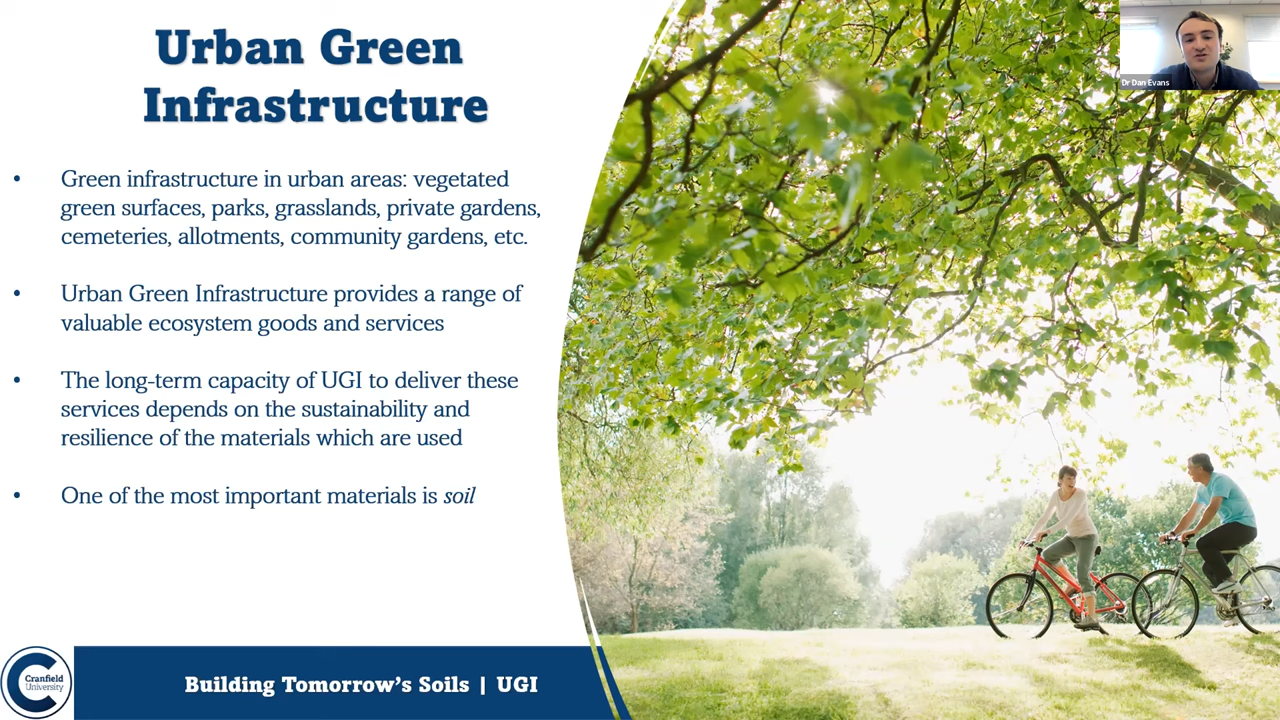 Urban Green
Infrastructure
Dr Dan Evans
• Green infrastructure in urban areas: vegetated
green surfaces, parks, grasslands, private gardens,
cemeteries, allotments, community gardens, etc.
• Urban Green Infrastructure provides a range of
valuable ecosystem goods and services
• The long-term capacity of UGI to deliver these
services depends on the sustainability and
resilience of the materials which are used
• One of the most important materials is soil
Cranfield
University
Building Tomorrow's Soils | UGI